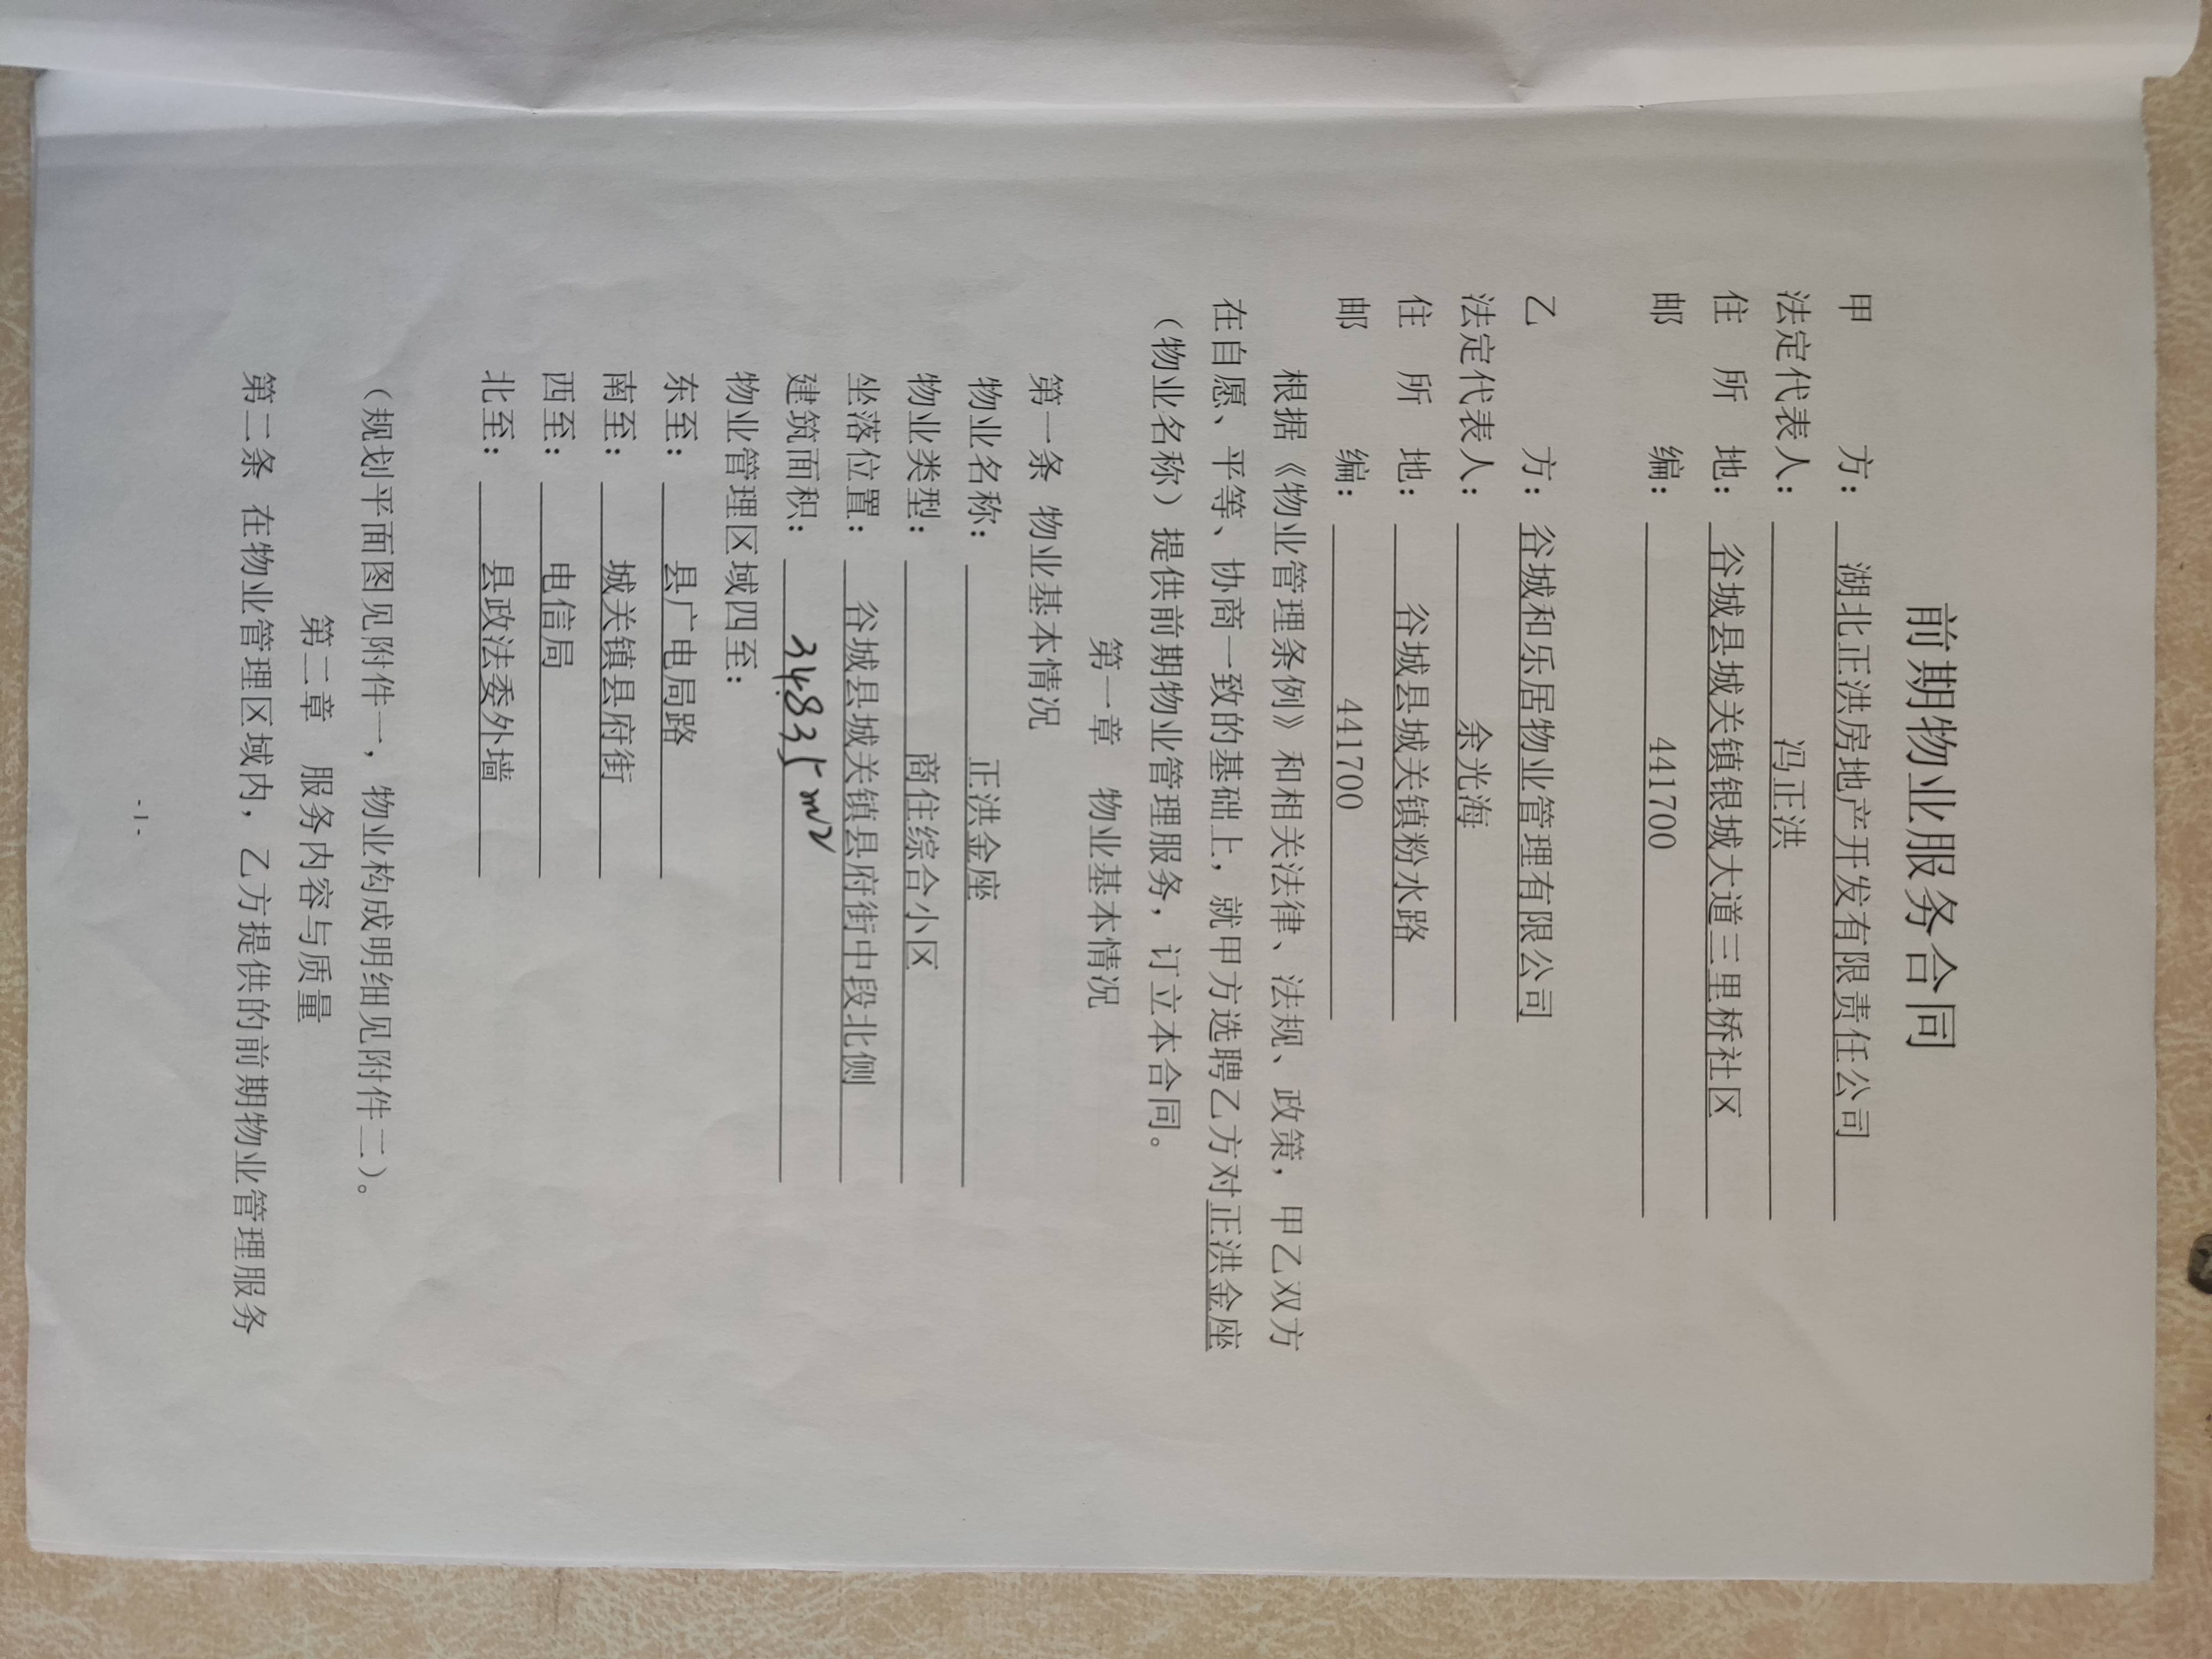 前期物业服务合同
甲方：湖北正洪房地产开发有限责任公司
法定代表人：冯正洪
住所地：谷城县城关镇银城大道三里桥社区
邮编：441700
乙方：谷城和乐居物业管理有限公司
法定代表人：余光海
住所地：谷城县城关镇粉水路
邮编：441700
根据《物业管理条例》和相关法律、法规、政策，甲乙双方
在自愿、平等、协商一致的基础上，就甲方选聘乙方对正洪金座
（物业名称）提供前期物业管理服务，订立本合同。
第一章 物业基本情况
第一条 物业基本情况
物业名称：正洪金座
物业类型：商住综合小区
坐落位置：谷城县城关镇县府街中段北侧
建筑面积：34835m2
物业管理区域四至：
东至：县广电局路
南至：城关镇县府街
西至：电信局
北至：县政法委外墙
（规划平面图见附件一，物业构成明细见附件二）。
第二章 服务内容与质量
第二条 在物业管理区域内，乙方提供的前期物业管理服务
-1-